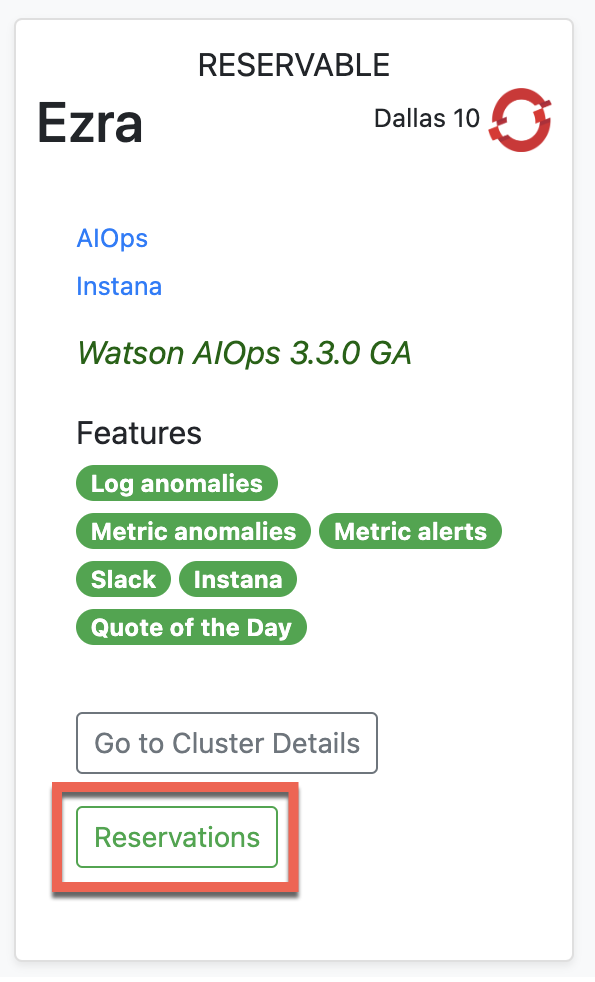 RESERVABLE
Ezra
Dallas 10
AIOps
Instana
Watson AIOps 3.3.0 GA
Features
Log anomalies
Metric anomalies Metric alerts
Slack Instana
Quote of the Day
Go to Cluster Details
Reservations